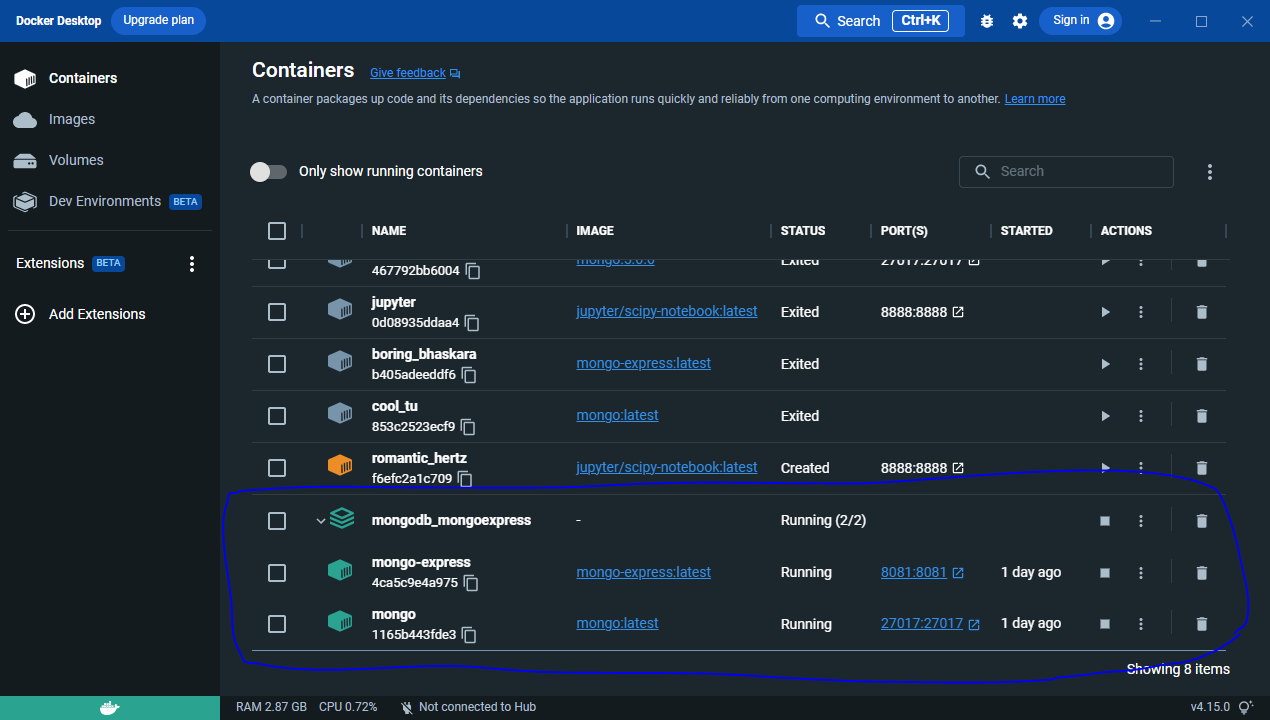 Docker Desktop Upgrade plan Search Ctrl+K Sign in
Containers
Images
Volumes
Dev Environments BETA
Extensions BETA
Add Extensions
Containers Give feedback
A container packages up code and its dependencies so the application runs quickly and reliably from one computing environment to another. Learn more
Only show running containers Search
NAME IMAGE STATUS PORT(S) STARTED ACTIONS
Exited 27017:27017
467792bb6004
jupyter
0d08935ddaa4 jupyter/scipy-notebook:latest Exited 8888:8888
boring_bhaskara
b405adeeddf6 mongo-express:latest Exited
cool_tu
853c2523ecf9 mongo:latest Exited
romantic_hertz
f6efc2a1c709 jupyter/scipy-notebook:latest Created 8888:8888
mongodb_mongoexpress - Running (2/2)
mongo-express
4ca5c9e4a975 mongo-express:latest Running 8081:8081 1 day ago
mongo
1165b443fde3 mongo:latest Running 27017:27017 1 day ago
Showing 8 items
RAM 2.87 GB CPU 0.72% Not connected to Hub v4.15.0